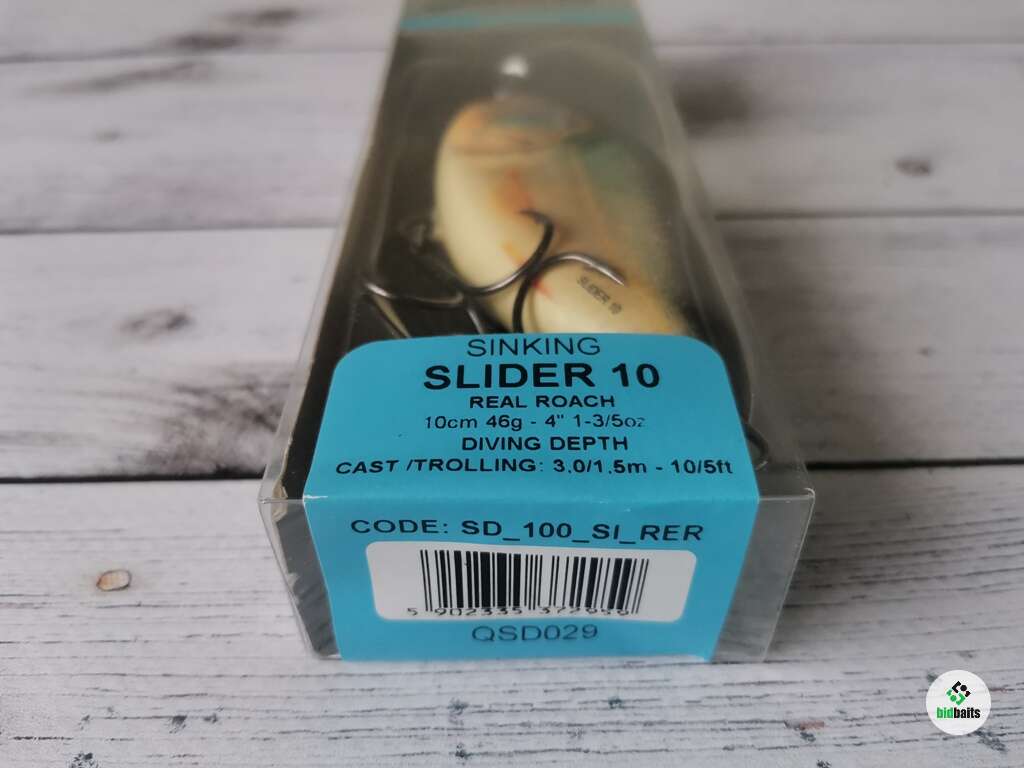 SLIDER 10
SINKING
SLIDER 10
REAL ROACH
10cm 46g - 4" 1-3/5oz
DIVING DEPTH
CAST /TROLLING: 3.0/1.5m - 10/5ft
CODE: SD_100_SI_RER
QSD029
bidbaits